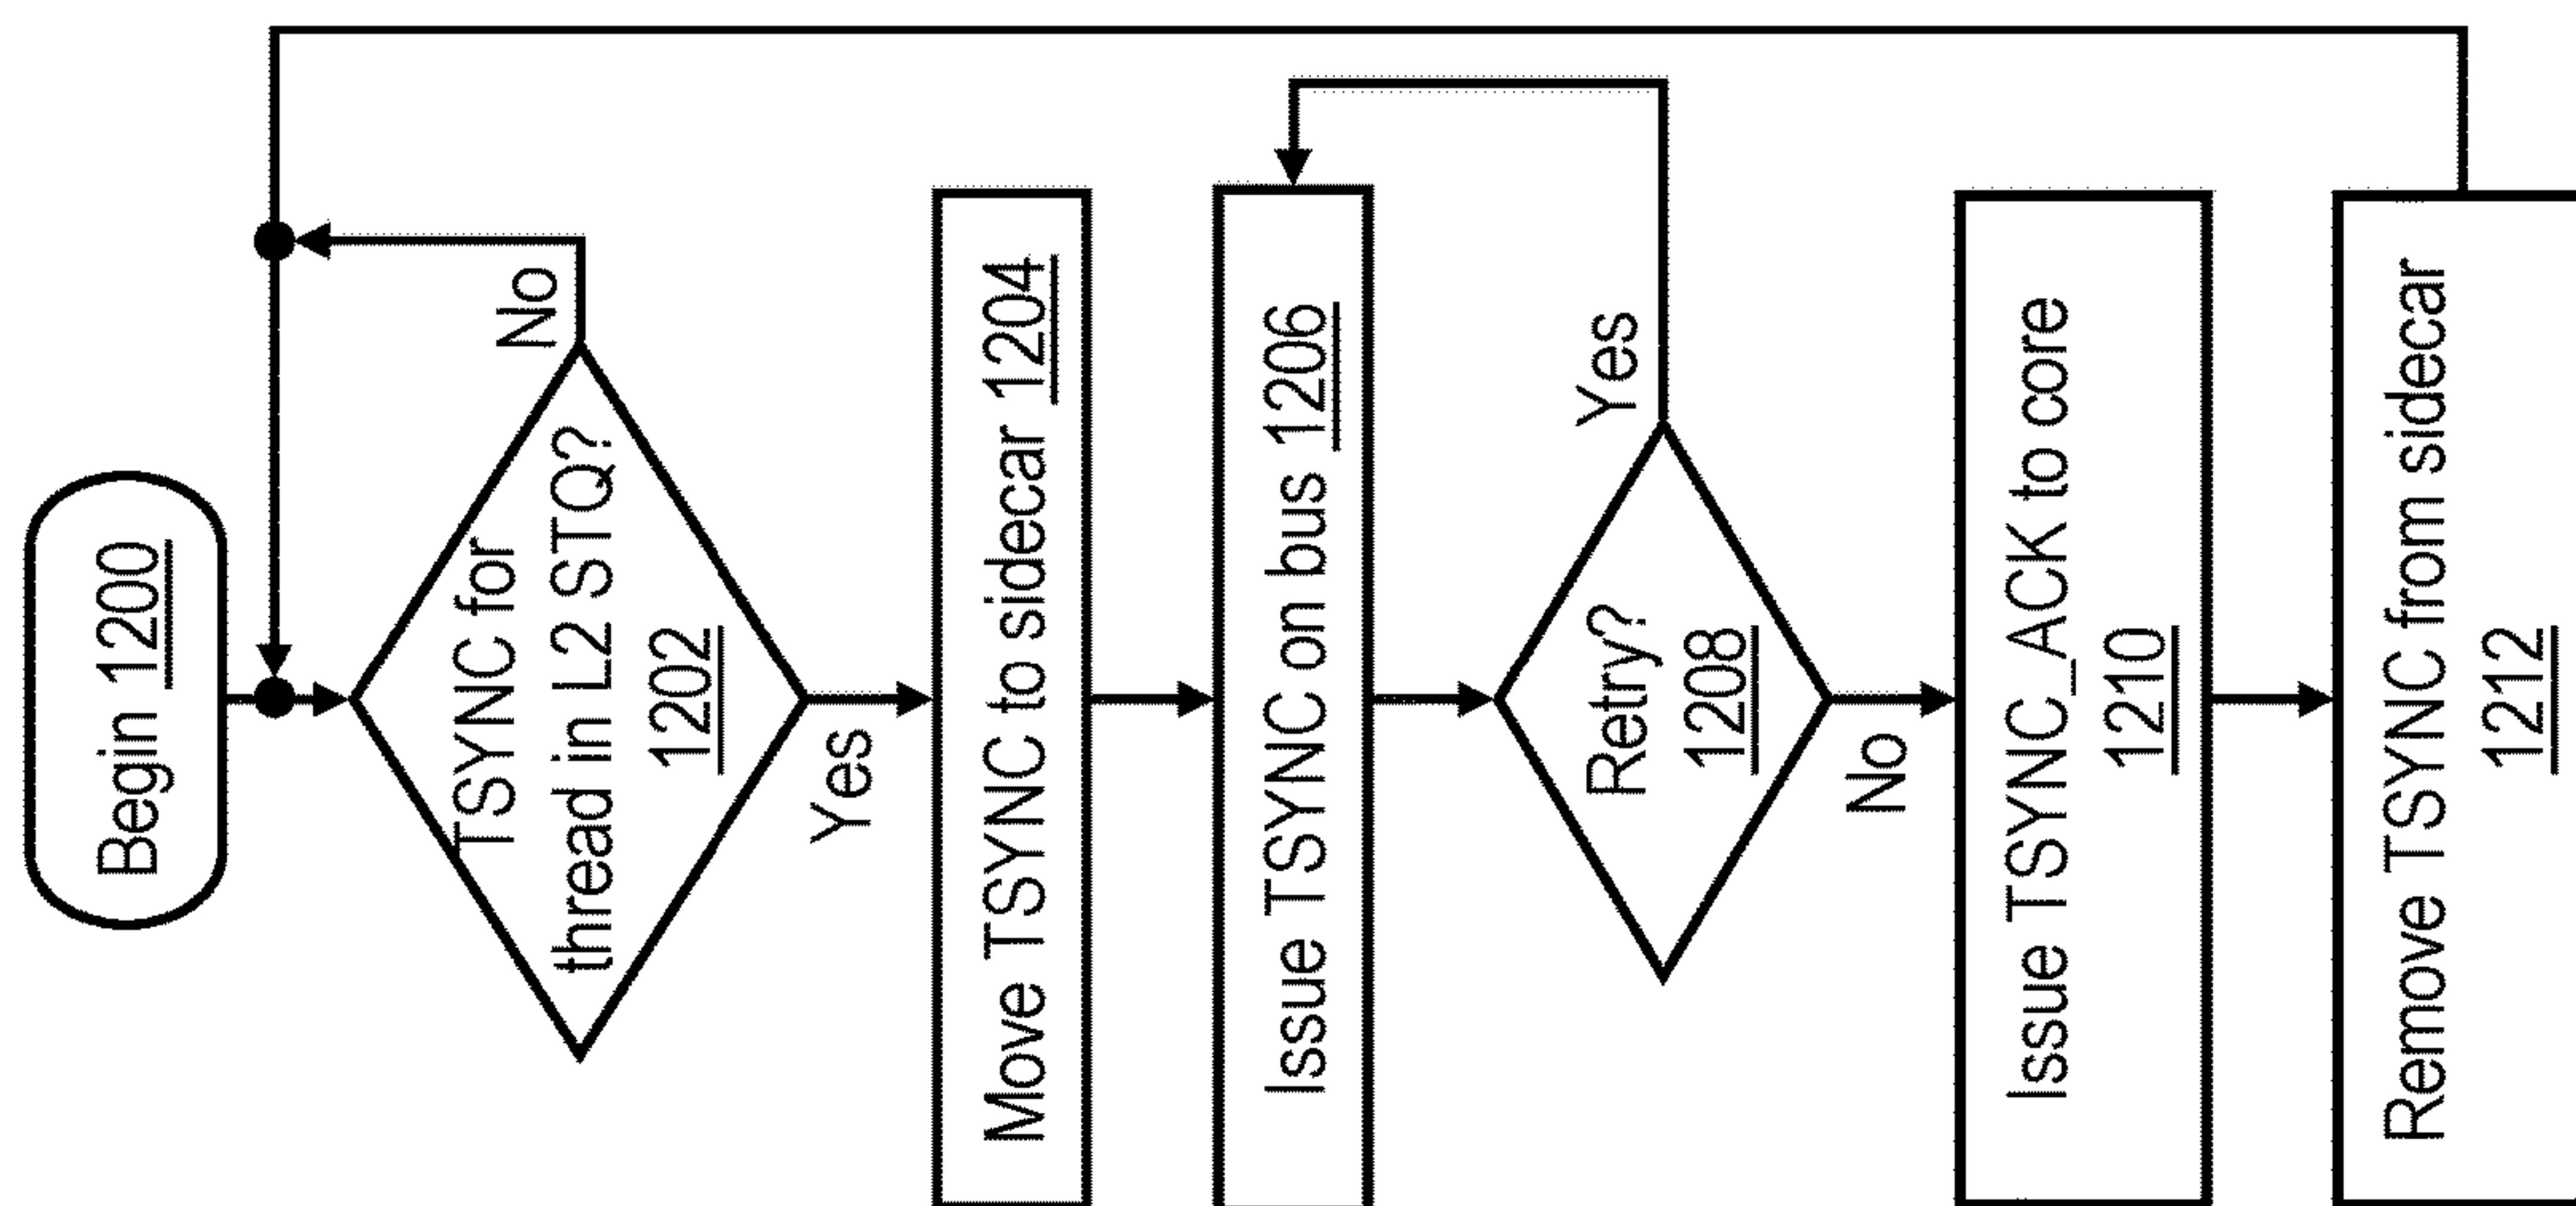 Begin 1200
TSYNC for
thread in L2 STQ?
1202
No
Yes
Move TSYNC to sidecar 1204
Issue TSYNC on bus 1206
Retry?
1208
Yes
No
Issue TSYNC_ACK to core
1210
Remove TSYNC from sidecar
1212